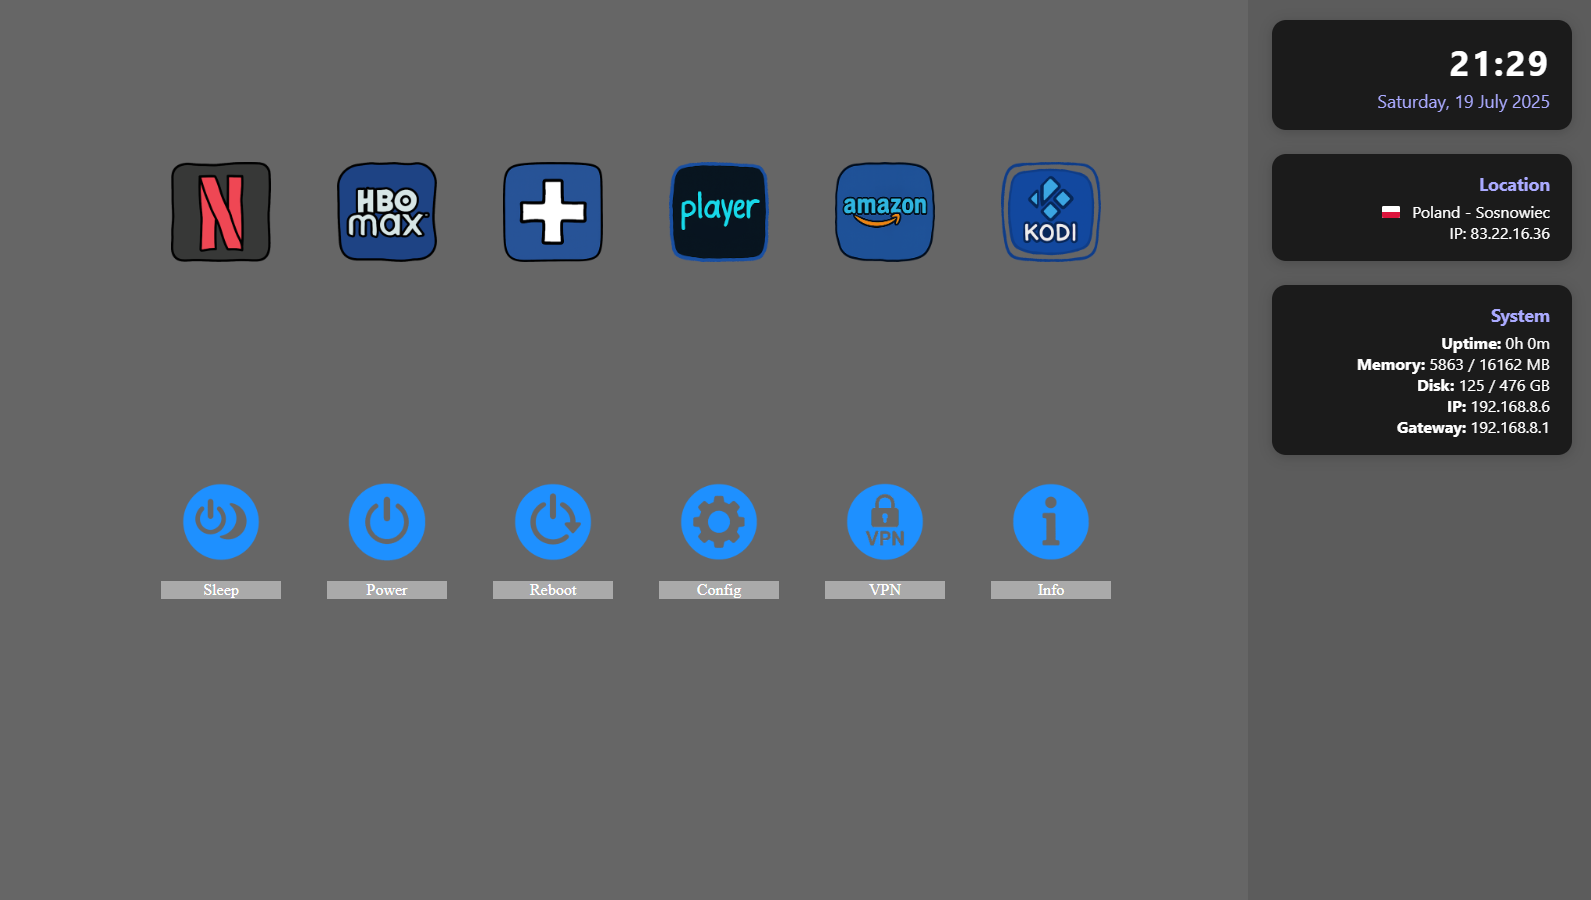 N
HBO
max
player
amazon
KODI
VPN
i
Sleep
Power
Reboot
Config
VPN
Info
21:29
Saturday, 19 July 2025
Location
Poland - Sosnowiec
IP: 83.22.16.36
System
Uptime: 0h 0m
Memory: 5863 / 16162 MB
Disk: 125 / 476 GB
IP: 192.168.8.6
Gateway: 192.168.8.1